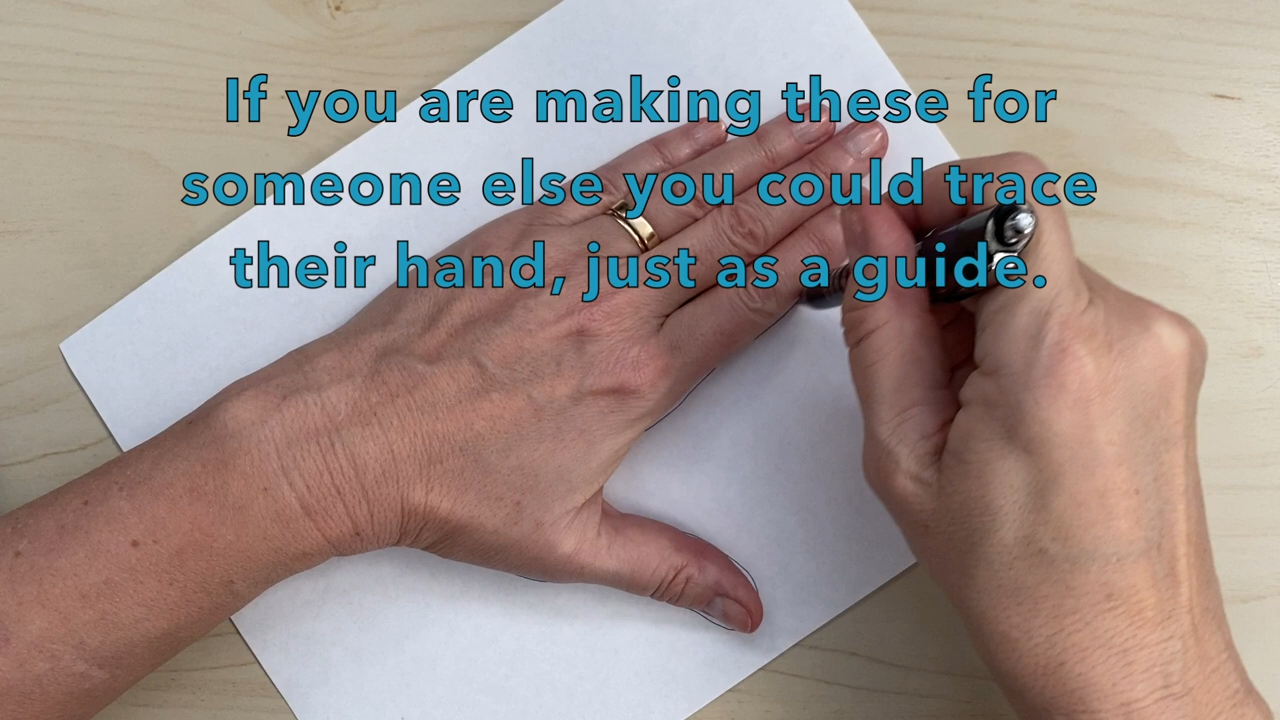 If you are making these for
someone else you could trace
their hand, just as a guide.